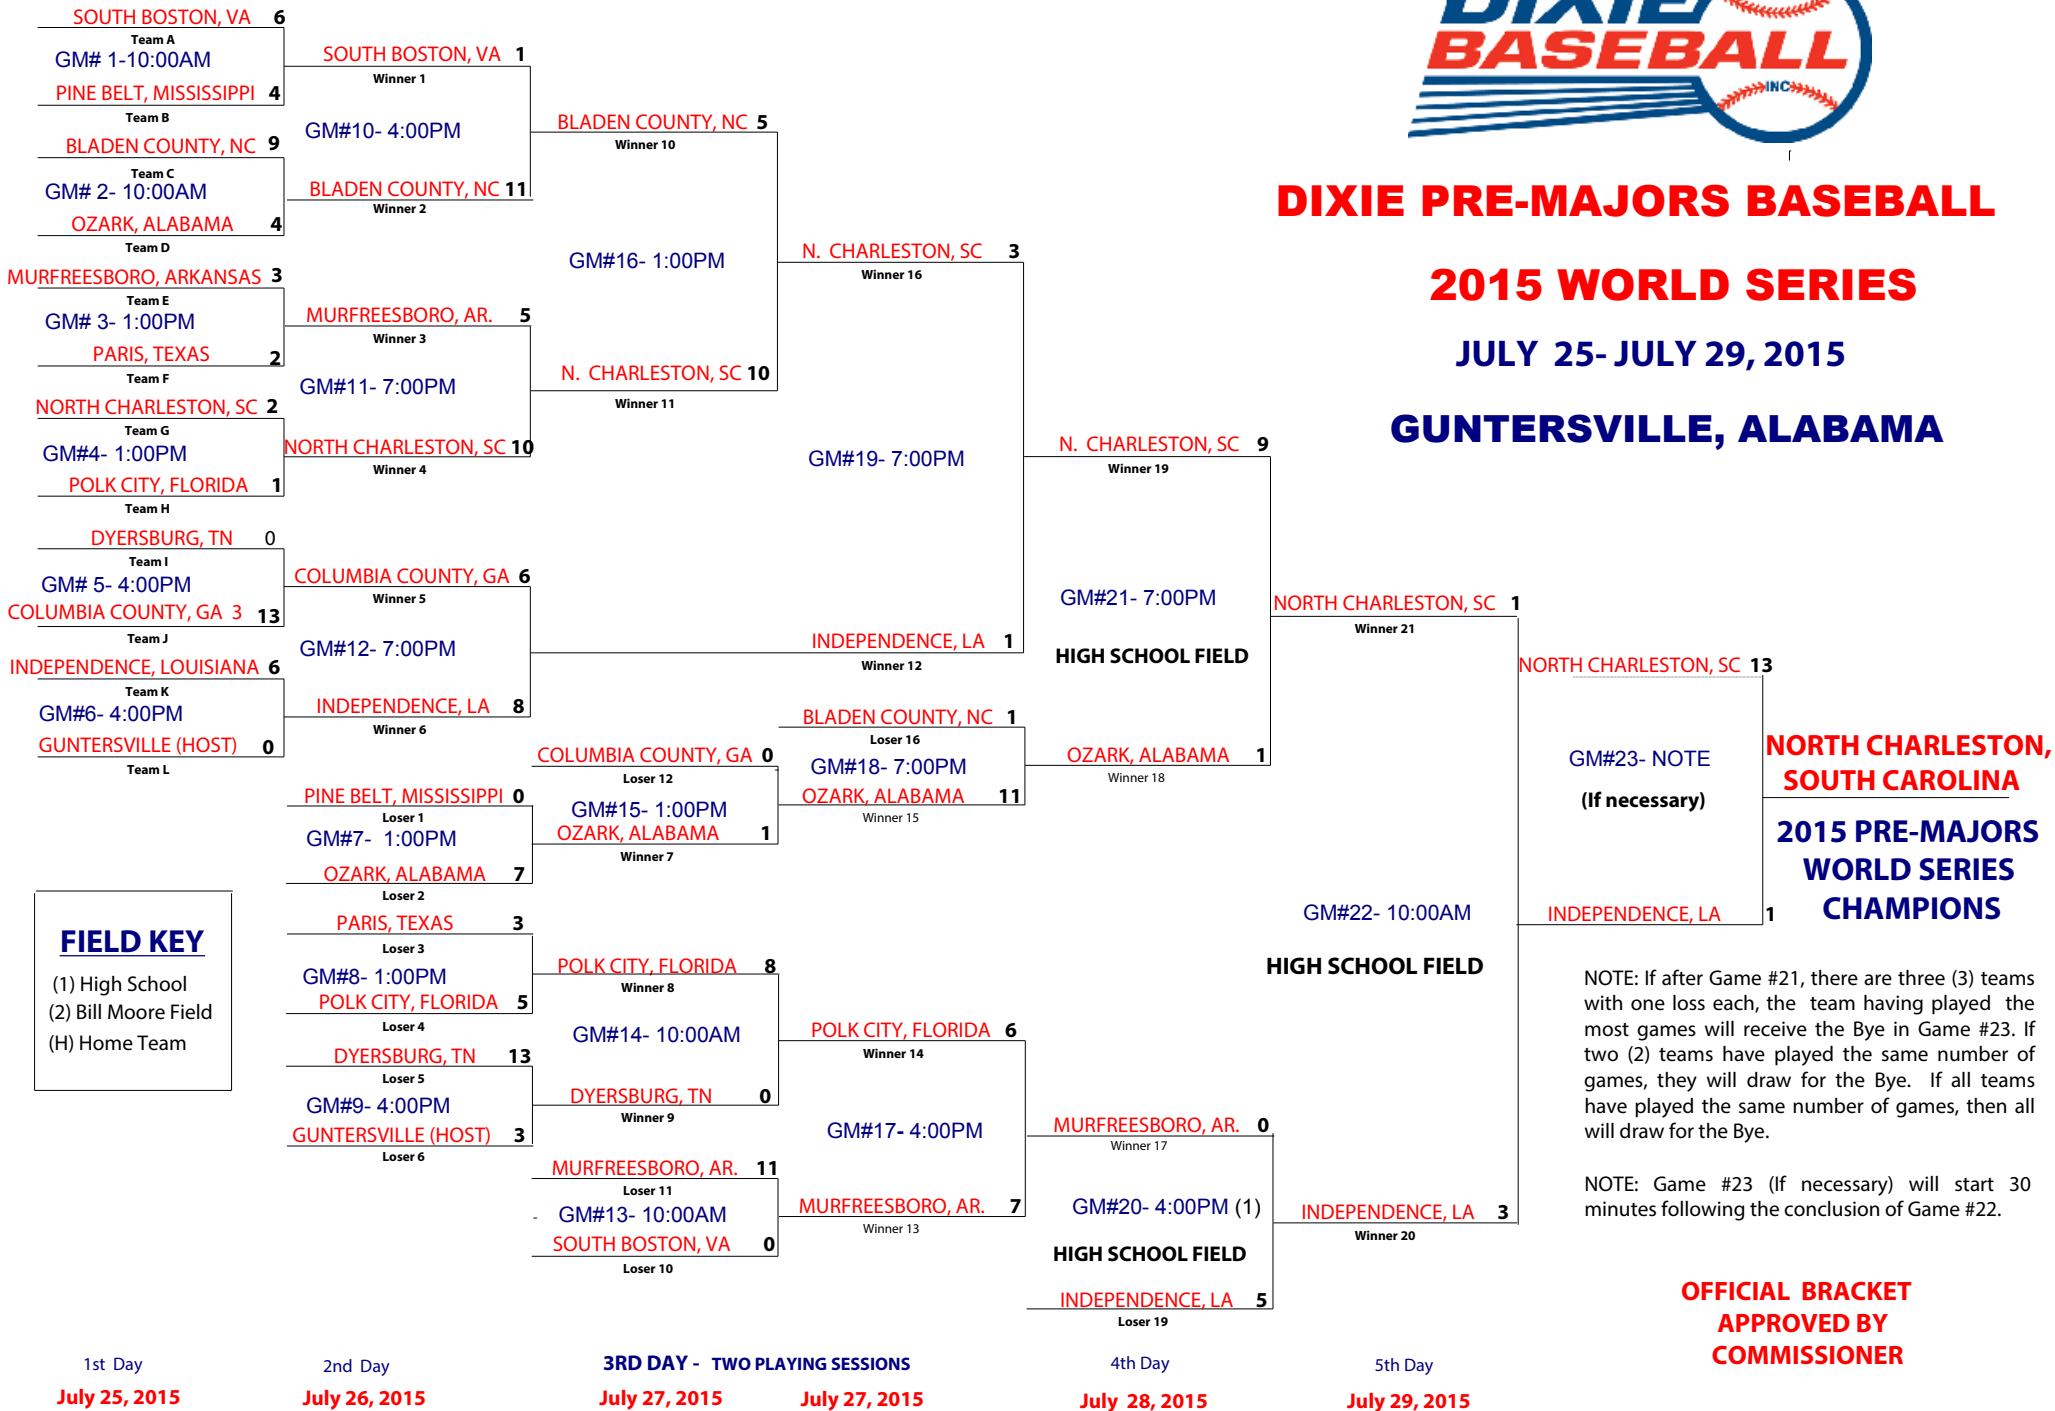 DIXIE
BASEBALL
INC
DIXIE PRE-MAJORS BASEBALL
2015 WORLD SERIES
JULY 25- JULY 29, 2015
GUNTERSVILLE, ALABAMA
SOUTH BOSTON, VA 6
Team A
GM# 1-10:00AM
PINE BELT, MISSISSIPPI 4
Team B
BLADEN COUNTY, NC 9
Team C
GM# 2- 10:00AM
OZARK, ALABAMA 4
Team D
MURFREESBORO, ARKANSAS 3
Team E
GM# 3- 1:00PM
PARIS, TEXAS 2
Team F
NORTH CHARLESTON, SC 2
Team G
GM#4- 1:00PM
POLK CITY, FLORIDA 1
Team H
DYERSBURG, TN 0
Team I
GM# 5- 4:00PM
COLUMBIA COUNTY, GA 3 13
Team J
INDEPENDENCE, LOUISIANA 6
Team K
GM#6- 4:00PM
GUNTERSVILLE (HOST) 0
Team L
FIELD KEY
(1) High School
(2) Bill Moore Field
(H) Home Team
SOUTH BOSTON, VA 1
Winner 1
GM#10- 4:00PM
BLADEN COUNTY, NC 11
Winner 2
MURFREESBORO, AR. 5
Winner 3
GM#11- 7:00PM
NORTH CHARLESTON, SC 10
Winner 4
COLUMBIA COUNTY, GA 6
Winner 5
GM#12- 7:00PM
INDEPENDENCE, LA 8
Winner 6
PINE BELT, MISSISSIPPI 0
Loser 1
GM#7- 1:00PM
OZARK, ALABAMA 7
Loser 2
PARIS, TEXAS 3
Loser 3
GM#8- 1:00PM
POLK CITY, FLORIDA 5
Loser 4
DYERSBURG, TN 13
Loser 5
GM#9- 4:00PM
GUNTERSVILLE (HOST) 3
Loser 6
BLADEN COUNTY, NC 5
Winner 10
GM#16- 1:00PM
N. CHARLESTON, SC 10
Winner 11
COLUMBIA COUNTY, GA 0
Loser 12
GM#15- 1:00PM
OZARK, ALABAMA 1
Winner 7
POLK CITY, FLORIDA 8
Winner 8
GM#14- 10:00AM
DYERSBURG, TN 0
Winner 9
MURFREESBORO, AR. 11
Loser 11
- GM#13- 10:00AM
SOUTH BOSTON, VA 0
Loser 10
N. CHARLESTON, SC 3
Winner 16
GM#19- 7:00PM
INDEPENDENCE, LA 1
Winner 12
BLADEN COUNTY, NC 1
Loser 16
GM#18- 7:00PM
OZARK, ALABAMA 11
Winner 15
POLK CITY, FLORIDA 6
Winner 14
GM#17- 4:00PM
MURFREESBORO, AR. 7
Winner 13
N. CHARLESTON, SC 9
Winner 19
GM#21- 7:00PM
HIGH SCHOOL FIELD
OZARK, ALABAMA 1
Winner 18
MURFREESBORO, AR. 0
Winner 17
GM#20- 4:00PM (1)
HIGH SCHOOL FIELD
INDEPENDENCE, LA 5
Loser 19
NORTH CHARLESTON, SC 1
Winner 21
GM#22- 10:00AM
HIGH SCHOOL FIELD
INDEPENDENCE, LA 3
Winner 20
NORTH CHARLESTON, SC 13
GM#23- NOTE
(If necessary)
INDEPENDENCE, LA 1
NORTH CHARLESTON,
SOUTH CAROLINA
2015 PRE-MAJORS
WORLD SERIES
CHAMPIONS
NOTE: If after Game #21, there are three (3) teams
with one loss each, the team having played the
most games will receive the Bye in Game #23. If
two (2) teams have played the same number of
games, they will draw for the Bye. If all teams
have played the same number of games, then all
will draw for the Bye.
NOTE: Game #23 (If necessary) will start 30
minutes following the conclusion of Game #22.
OFFICIAL BRACKET
APPROVED BY
COMMISSIONER
1st Day
July 25, 2015
2nd Day
July 26, 2015
3RD DAY - TWO PLAYING SESSIONS
July 27, 2015 July 27, 2015
4th Day
July 28, 2015
5th Day
July 29, 2015